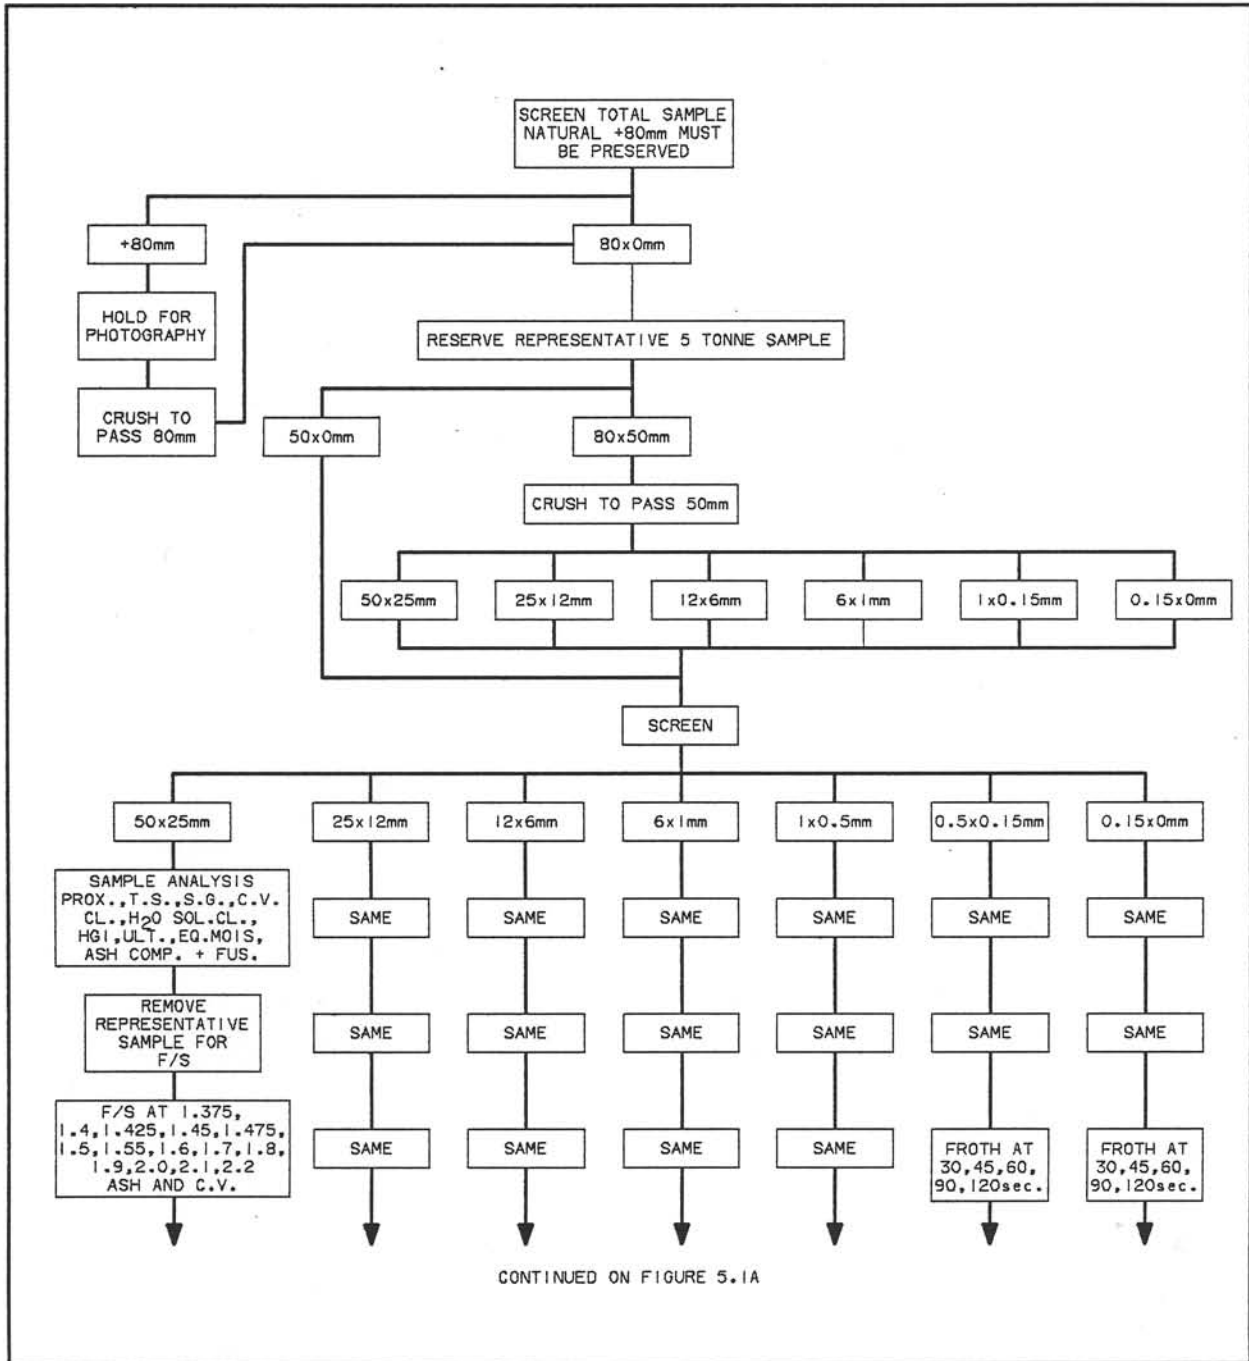 SCREEN TOTAL SAMPLE
NATURAL +80mm MUST
BE PRESERVED
+80mm
80x0mm
HOLD FOR
PHOTOGRAPHY
RESERVE REPRESENTATIVE 5 TONNE SAMPLE
CRUSH TO
PASS 80mm
50x0mm
80x50mm
CRUSH TO PASS 50mm
50x25mm
25x12mm
12x6mm
6x1mm
1x0.15mm
0.15x0mm
SCREEN
50x25mm
25x12mm
12x6mm
6x1mm
1x0.5mm
0.5x0.15mm
0.15x0mm
SAMPLE ANALYSIS
PROX.,T.S.,S.G.,C.V.
CL.,H2O SOL.CL.,
HGI,ULT.,EQ.MOIS,
ASH COMP. + FUS.
SAME
SAME
SAME
SAME
SAME
SAME
REMOVE
REPRESENTATIVE
SAMPLE FOR
F/S
SAME
SAME
SAME
SAME
SAME
SAME
F/S AT 1.375,
1.4,1.425,1.45,1.475,
1.5,1.55,1.6,1.7,1.8,
1.9,2.0,2.1,2.2
ASH AND C.V.
SAME
SAME
SAME
SAME
FROTH AT
30,45,60,
90,120sec.
FROTH AT
30,45,60,
90,120sec.
CONTINUED ON FIGURE 5.1A